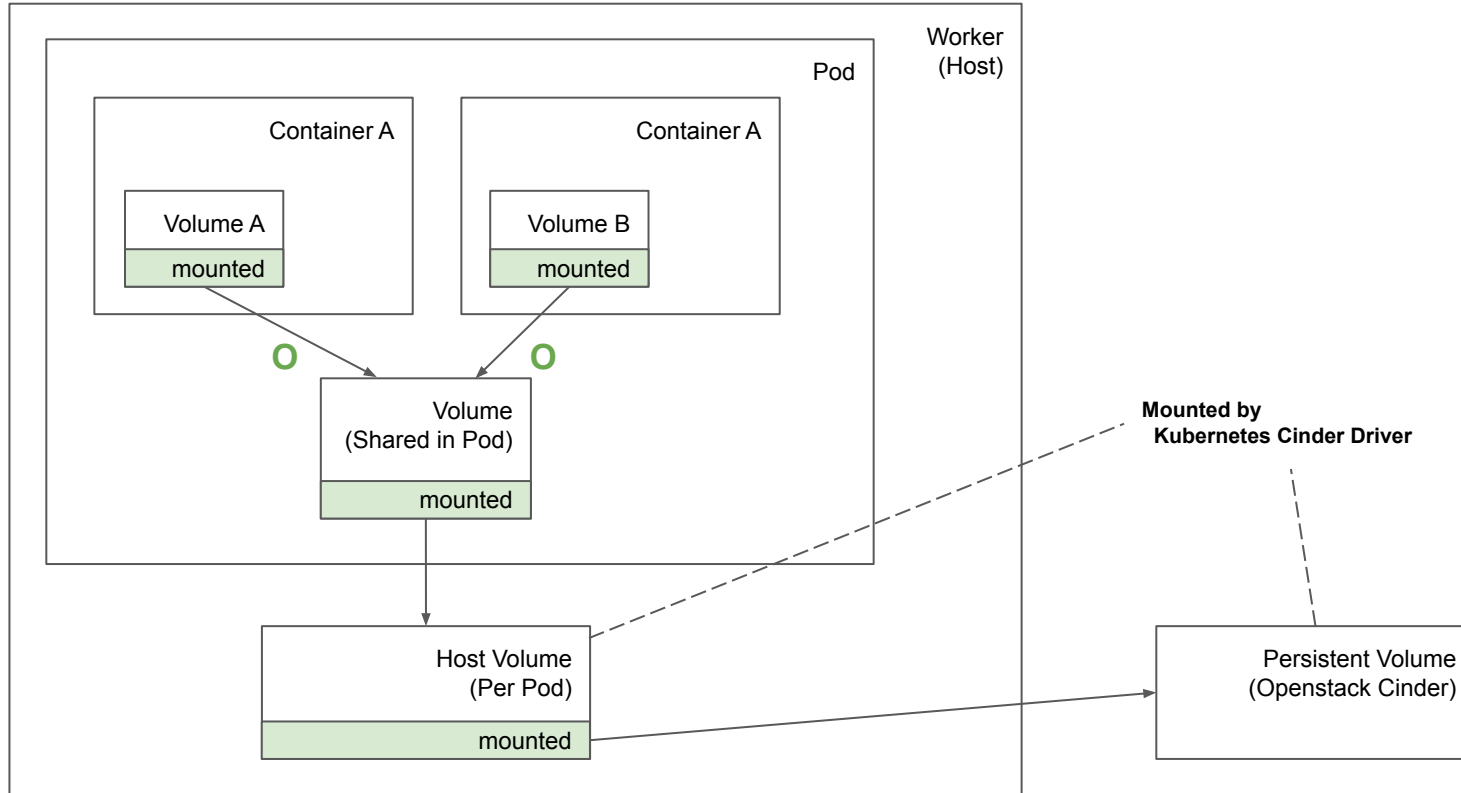 Worker
(Host)
Pod
Container A
Container A
Volume A
mounted
Volume B
mounted
O
O
Volume
(Shared in Pod)
mounted
Mounted by
Kubernetes Cinder Driver
Host Volume
(Per Pod)
mounted
Persistent Volume
(Openstack Cinder)